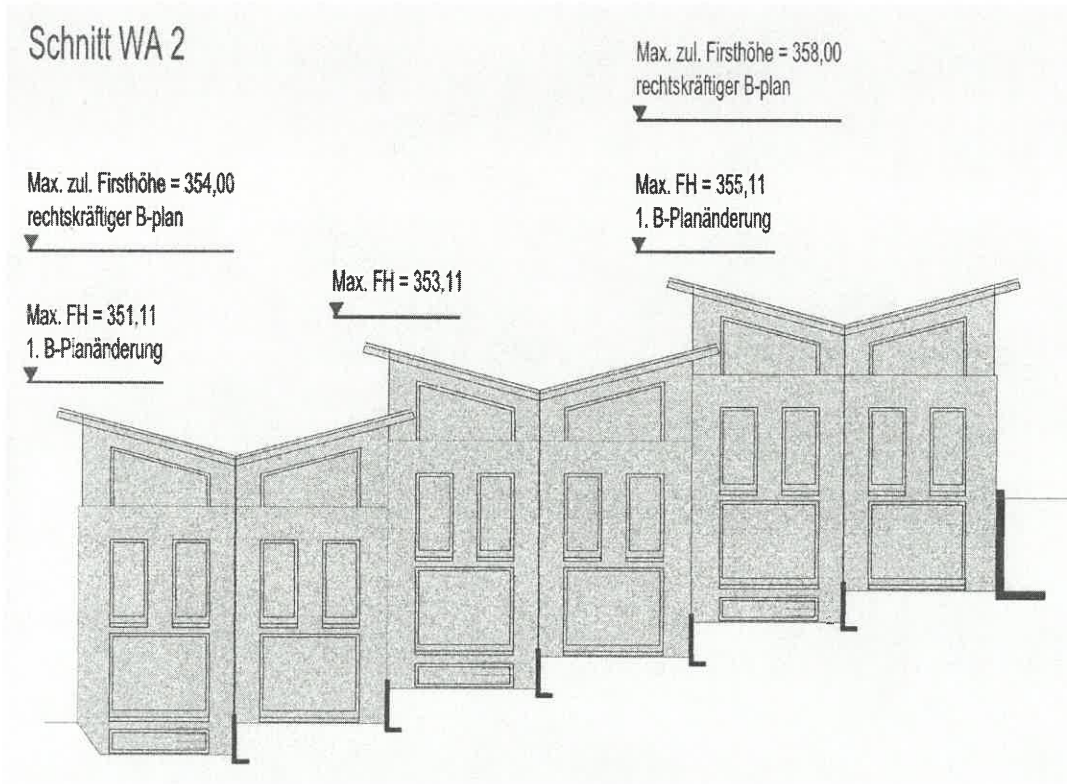 Schnitt WA 2
Max. zul. Firsthöhe = 358,00
rechtskräftiger B-plan
Max. zul. Firsthöhe = 354,00
rechtskräftiger B-plan
Max. FH = 355,11
1. B-Planänderung
Max. FH = 353,11
Max. FH = 351,11
1. B-Planänderung